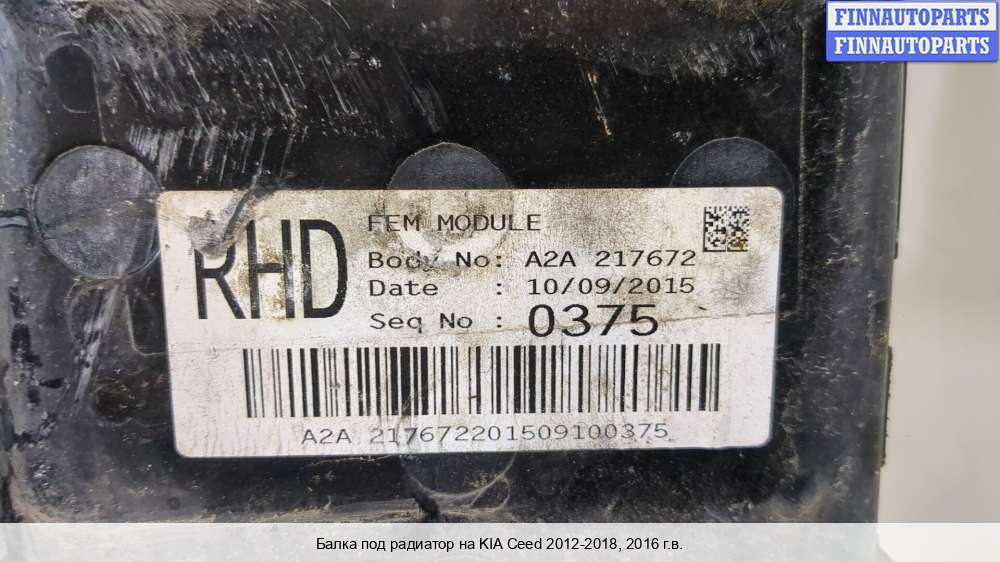 FINNAUTOPARTS
FINNAUTOPARTS
RHD
FEM MODULE
Body No: A2A 217672
Date : 10/09/2015
Seq No : 0375
A2A 217672201509100375
Балка под радиатор на KIA Ceed 2012-2018, 2016 г.в.